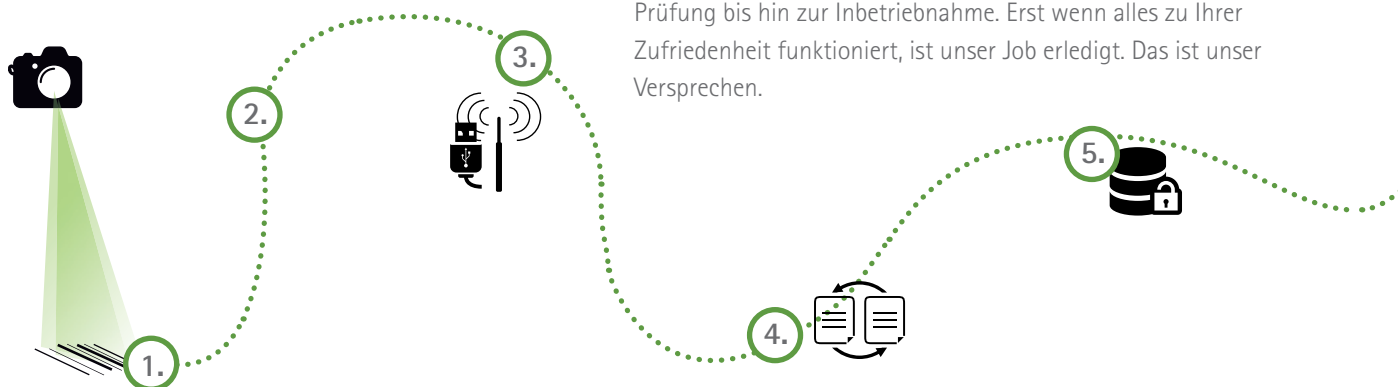 Prüfung bis hin zur Inbetriebnahme. Erst wenn alles zu Ihrer
Zufriedenheit funktioniert, ist unser Job erledigt. Das ist unser
Versprechen.
1.
2.
3.
4.
5.